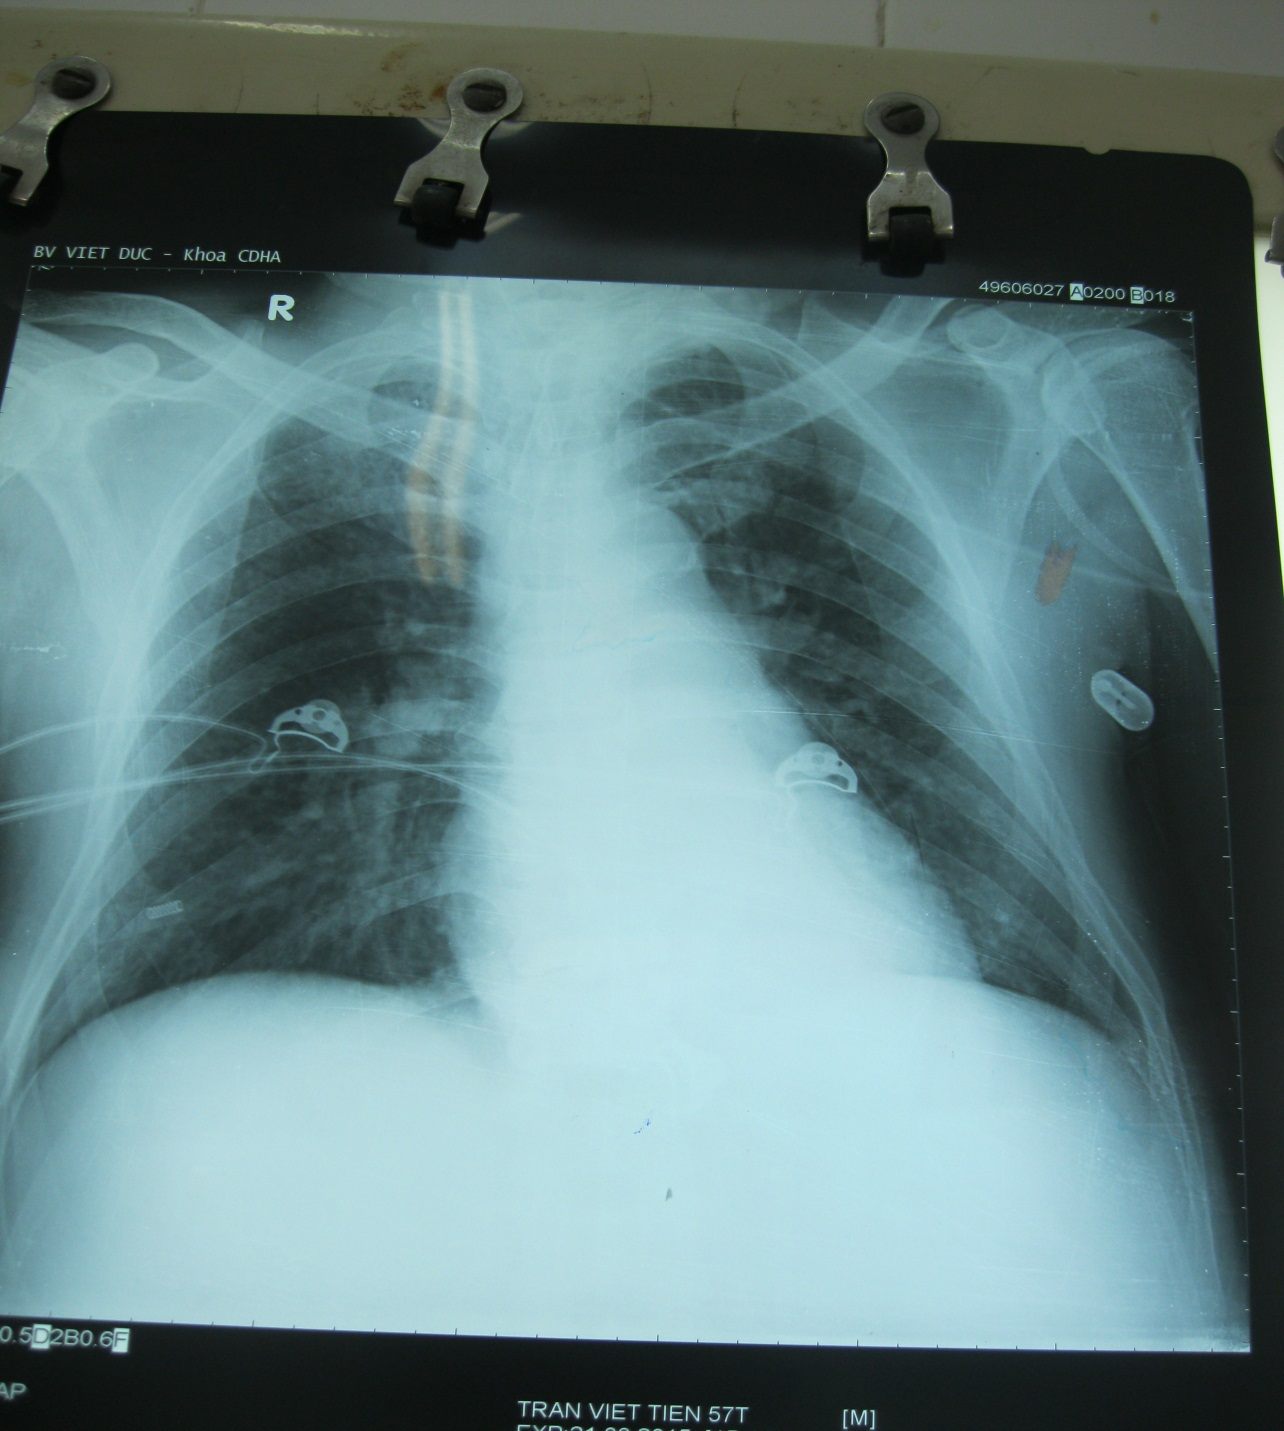 BV VIET DUC - Khoa CDHA
49606027 A0200 B018
R
0.5D2B0.6F
AP
TRAN VIET TIEN 57T [M]